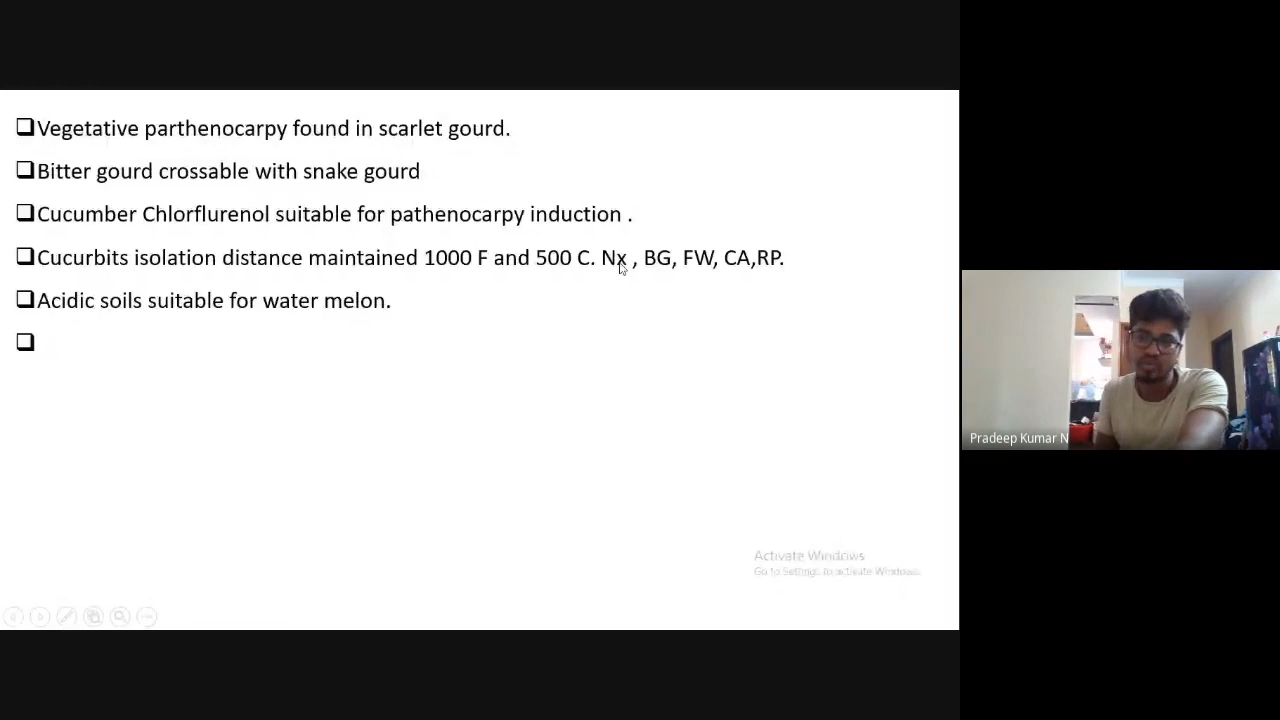 Vegetative parthenocarpy found in scarlet gourd.
Bitter gourd crossable with snake gourd
Cucumber Chlorflurenol suitable for pathenocarpy induction .
Cucurbits isolation distance maintained 1000 F and 500 C. Nx , BG, FW, CA,RP.
Acidic soils suitable for water melon.
Pradeep Kumar N
Activate Windows
Go to Settings to activate Windows.